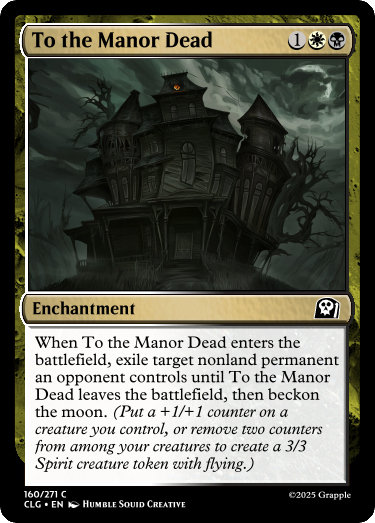 To the Manor Dead 1
Enchantment
When To the Manor Dead enters the
battlefield, exile target nonland permanent
an opponent controls until To the Manor
Dead leaves the battlefield, then beckon
the moon. (Put a +1/+1 counter on a
creature you control, or remove two counters
from among your creatures to create a 3/3
Spirit creature token with flying.)
160/271 C
CLG • EN Humble Squid Creative
©2025 Grapple